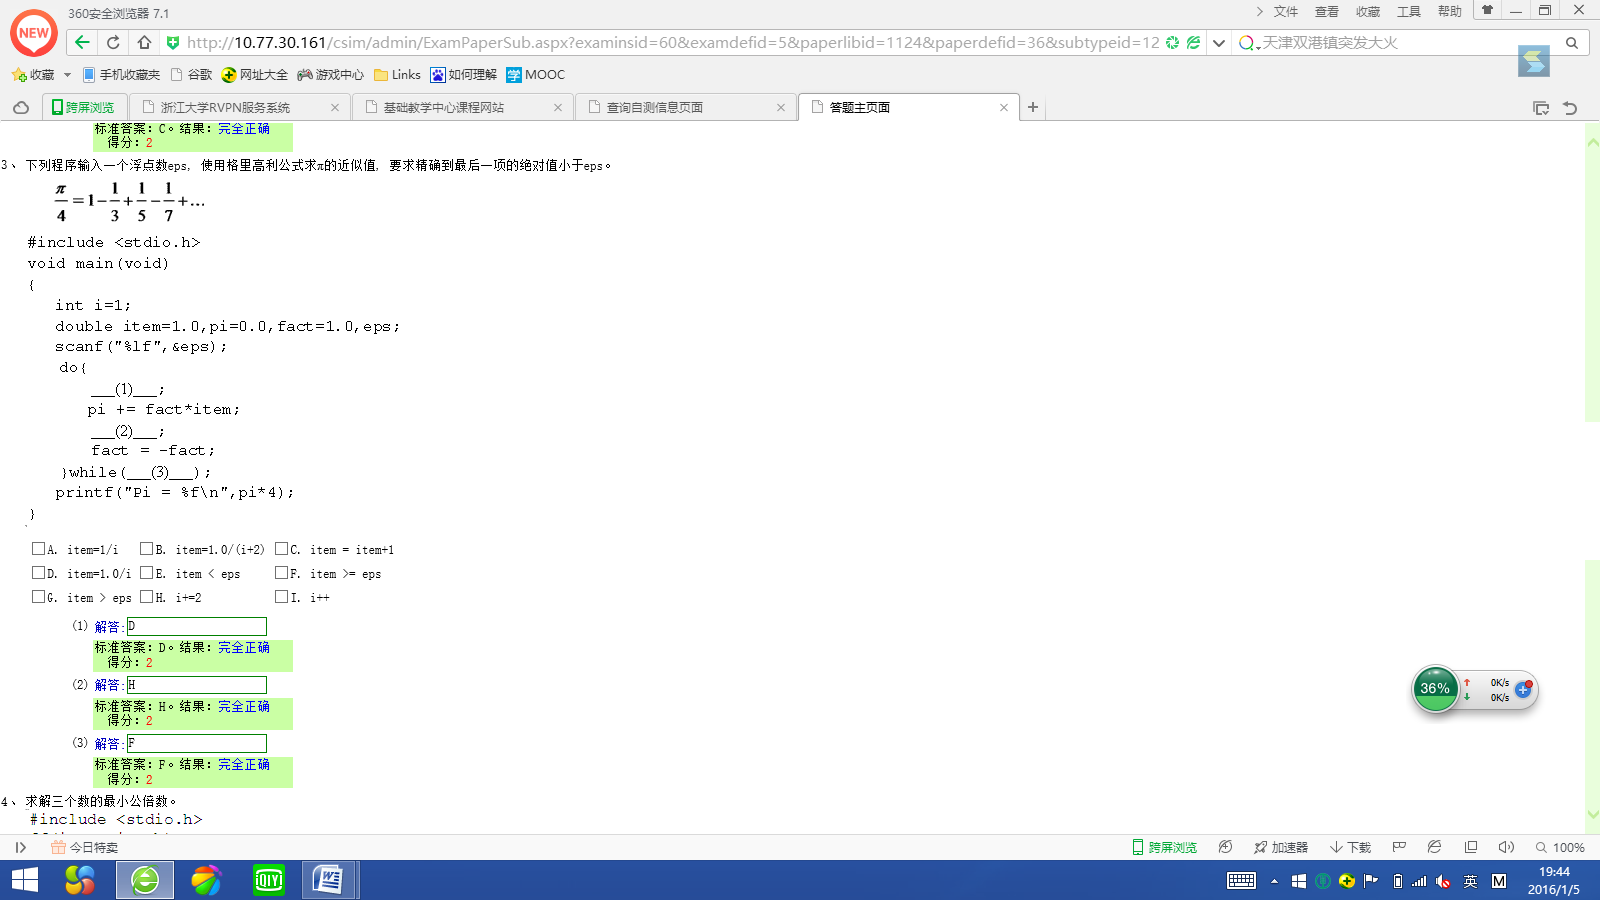 360安全浏览器 7.1
文件 查看 收藏 工具 帮助
NEW
http://10.77.30.161/csim/admin/ExamPaperSub.aspx?examinsid=60&examdefid=5&paperlibid=1124&paperdefid=36&subtypeid=12
天津双港镇突发大火
收藏 手机收藏夹 谷歌 网址大全 游戏中心 Links 如何理解 学 MOOC
跨屏浏览 浙江大学RVPN服务系统 基础教学中心课程网站 查询自测信息页面 答题主页面
标准答案：C。结果：完全正确
得分：2
3、下列程序输入一个浮点数eps，使用格里高利公式求π的近似值，要求精确到最后一项的绝对值小于eps。
π/4=1-1/3+1/5-1/7+...
#include <stdio.h>
void main(void)
{
int i=1;
double item=1.0,pi=0.0,fact=1.0,eps;
scanf("%lf",&eps);
do{
___(1)___;
pi += fact*item;
___(2)___;
fact = -fact;
}while(___(3)___);
printf("Pi = %f\n",pi*4);
}
A. item=1/i B. item=1.0/(i+2) C. item = item+1
D. item=1.0/i E. item < eps F. item >= eps
G. item > eps H. i+=2 I. i++
(1) 解答:D
标准答案：D。结果：完全正确
得分：2
(2) 解答:H
标准答案：H。结果：完全正确
得分：2
(3) 解答:F
标准答案：F。结果：完全正确
得分：2
36% 0K/s
0K/s
4、求解三个数的最小公倍数。
#include <stdio.h>
今日特卖 跨屏浏览 加速器 下载 100%
QIY
英 M 19:44
2016/1/5